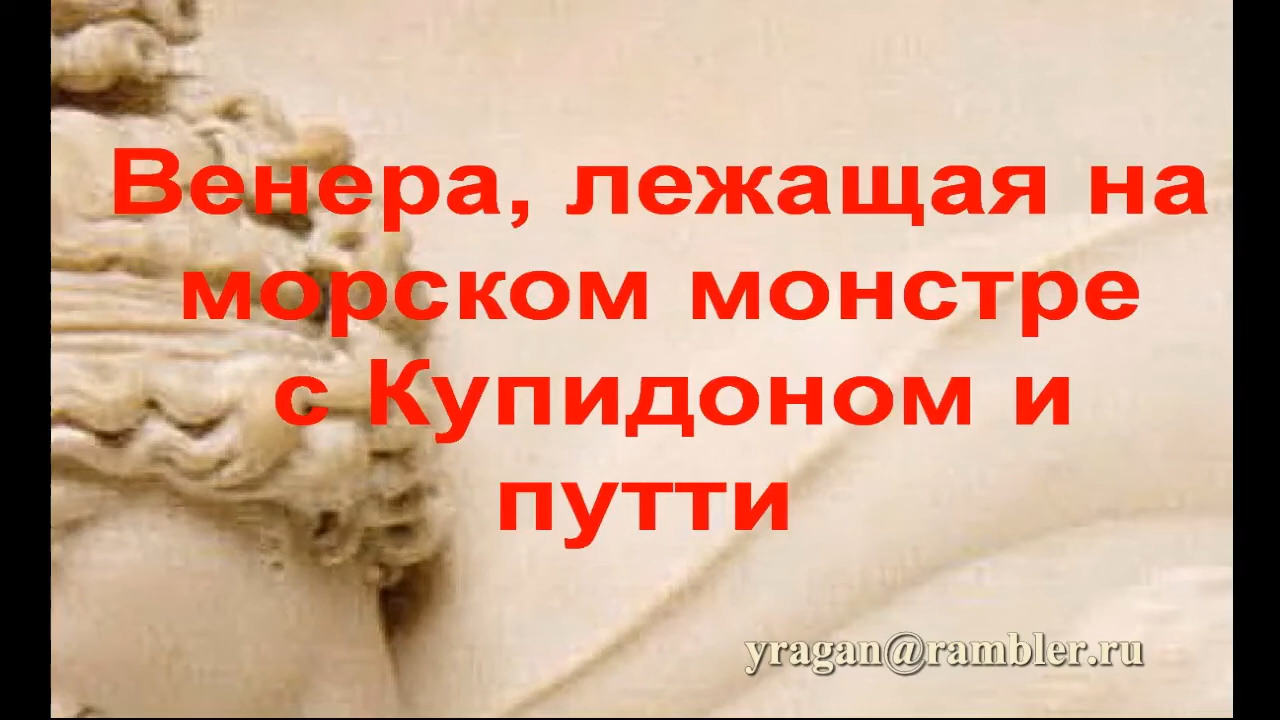 Венера, лежащая на
морском монстре
с Купидоном и
путти
yragan@rambler.ru